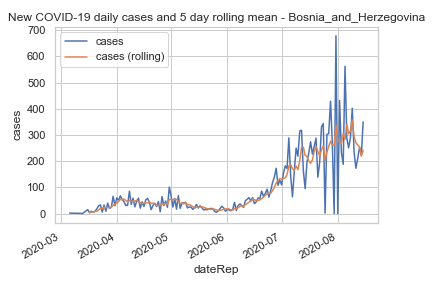 New COVID-19 daily cases and 5 day rolling mean - Bosnia_and_Herzegovina
cases
cases (rolling)
700
600
500
400
300
200
100
0
cases
2020-03
2020-04
2020-05
2020-06
2020-07
2020-08
dateRep